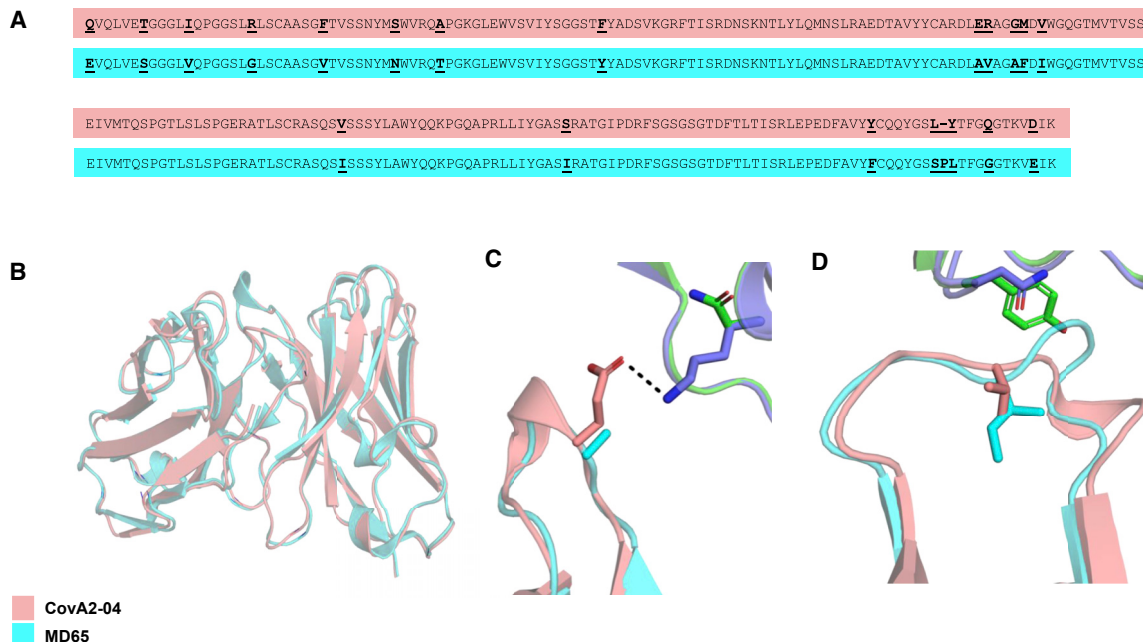 A
QVQLVETGGGLIQPGGSLRLSCAASGFTVSSNYMSWVRQAPGKGLEWVSVIYSGGSTFYADSVKGRFTISRDNSKNTLYLQMNSLRAEDTAVYYCARDLERAGGMDVWGQGTMVTVSS
EVQLVESGGGLVQPGGSLGLSCAASGVTVSSNYMNWVRQTPGKGLEWVSVIYSGGSTYYADSVKGRFTISRDNSKNTLYLQMNSLRAEDTAVYYCARDLAVAGAFDIWGQGTMVTVSS
EIVMTQSPGTLSLSPGERATLSCRASQSVSSSYLAWYQQKPGQAPRLLIYGASSRATGIPDRFSGSGSGTDFTLTISRLEPEDFAVYYCQQYGSL-YTFGQGTKVDIK
EIVMTQSPGTLSLSPGERATLSCRASQSISSSYLAWYQQKPGQAPRLLIYGASIRATGIPDRFSGSGSGTDFTLTISRLEPEDFAVYFCQQYGSSPLTFGGGTKVEIK
B
C
D
CovA2-04
MD65